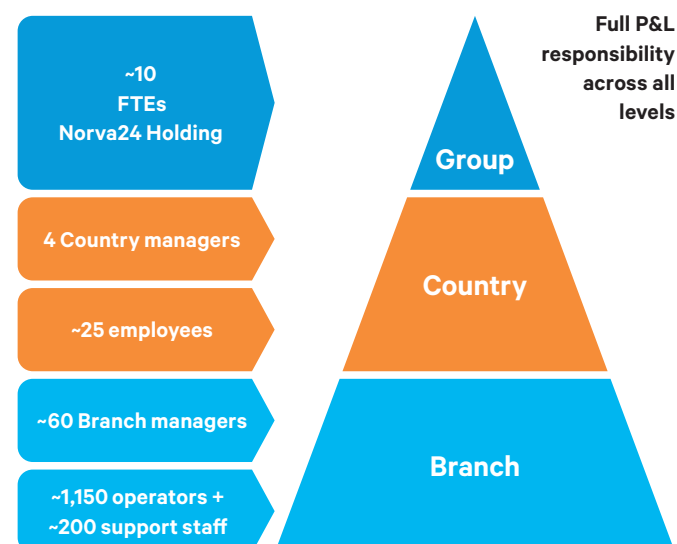 ~10
FTEs
Norva24 Holding
4 Country managers
~25 employees
~60 Branch managers
~1,150 operators +
~200 support staff
Group
Country
Branch
Full P&L
responsibility
across all
levels